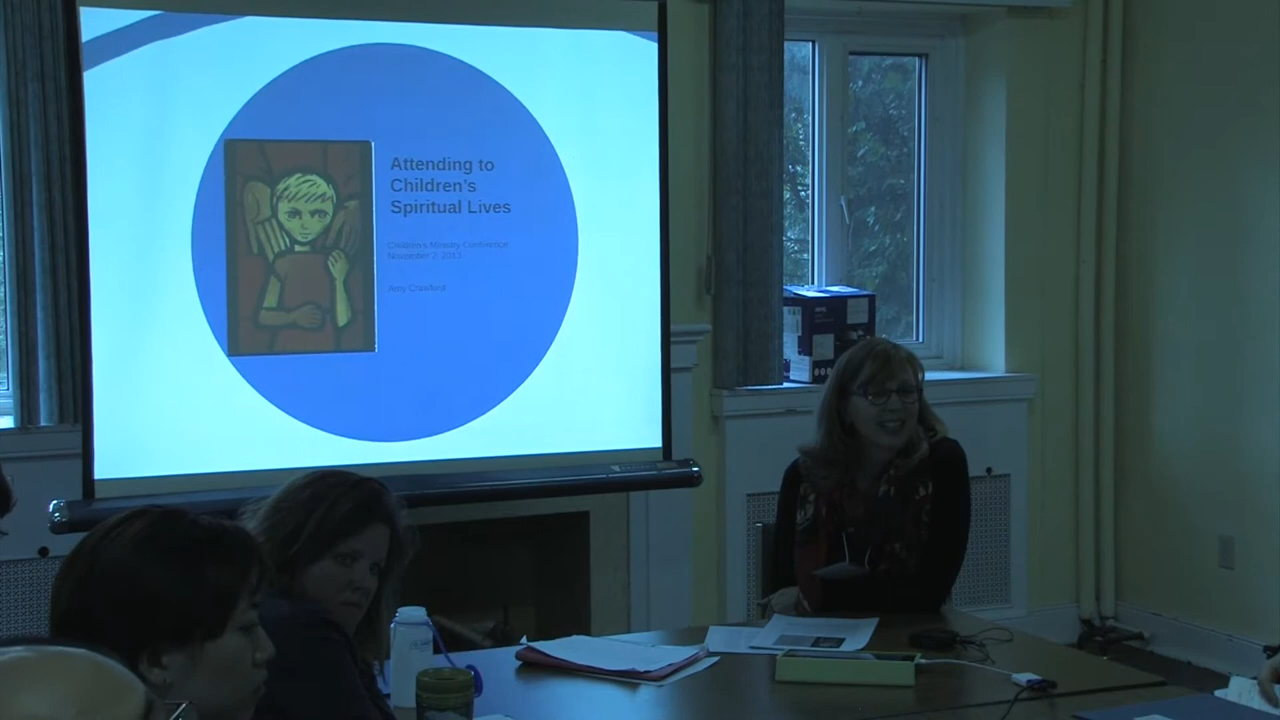 Attending to
Children's
Spiritual Lives
Children's Ministry Conference
November 2, 2013
Amy Crawford